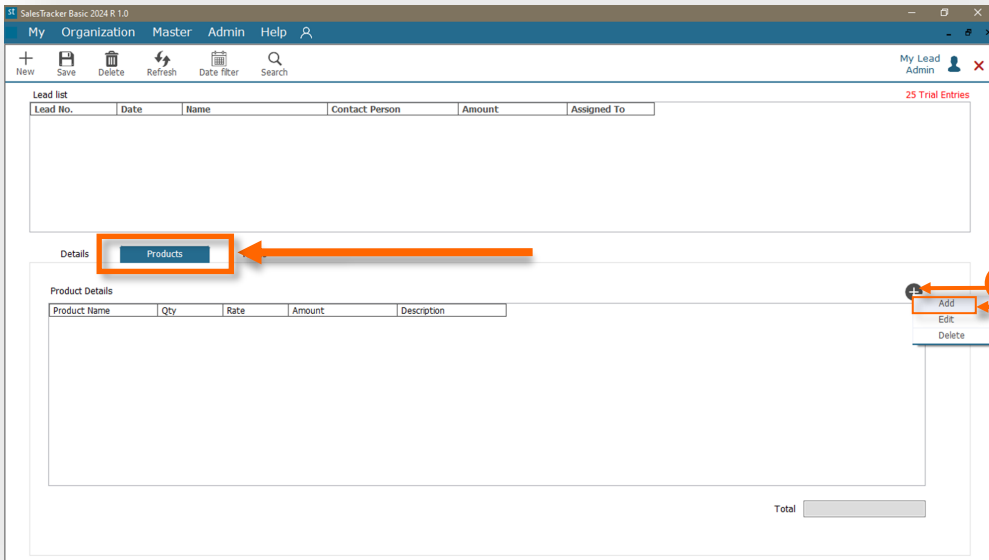 st SalesTracker Basic 2024 R 1.0
My Organization Master Admin Help
New Save Delete Refresh Date filter Search
My Lead
Admin
Lead list
25 Trial Entries
Lead No. Date Name Contact Person Amount Assigned To
Details Products
Product Details
Product Name Qty Rate Amount Description
Add
Edit
Delete
Total